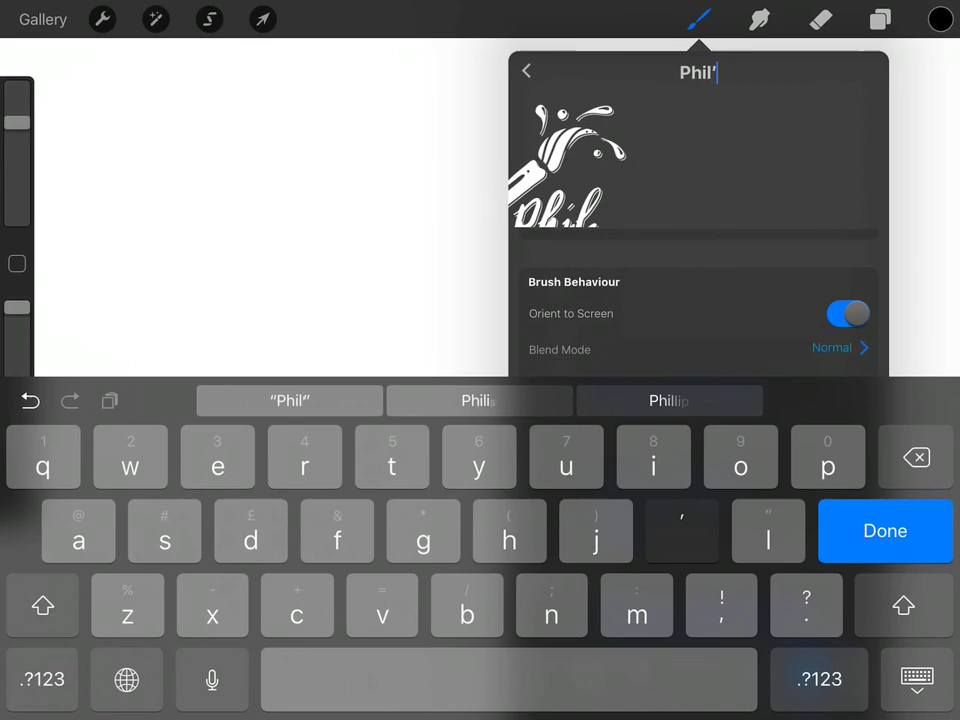 Gallery
Phil'
Phil
Brush Behaviour
Orient to Screen
Blend Mode
Normal
"Phil"
Philis
Phillip
1 2 3 4 5 6 7 8 9 0
q w e r t y u i o p
@ # £ & * ( ) ' "
a s d f g h j l Done
% - + = / ; : ! ?
z x c v b n m , .
.?123 .?123